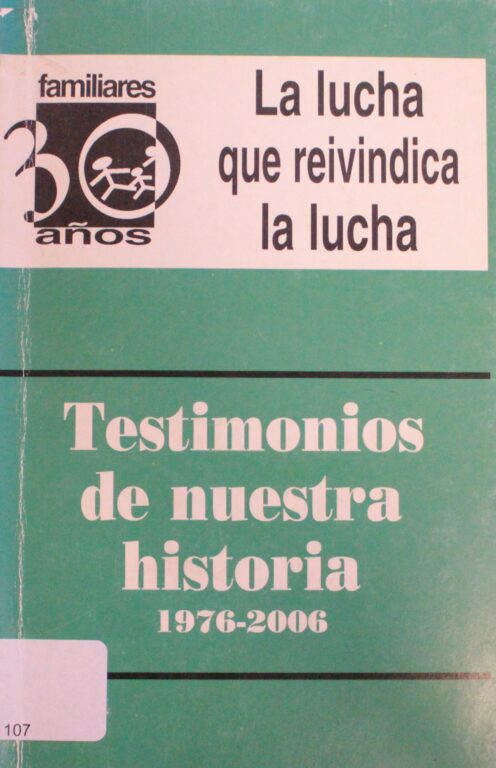 familiares
30
años
La lucha
que reivindica
la lucha
Testimonios
de nuestra
historia
1976-2006
107